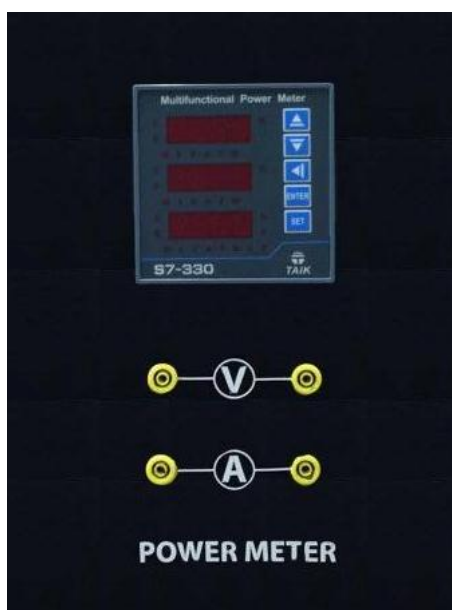 Multifunctional Power Meter
ENTER
SET
S7-330
TAIK
V
A
POWER METER